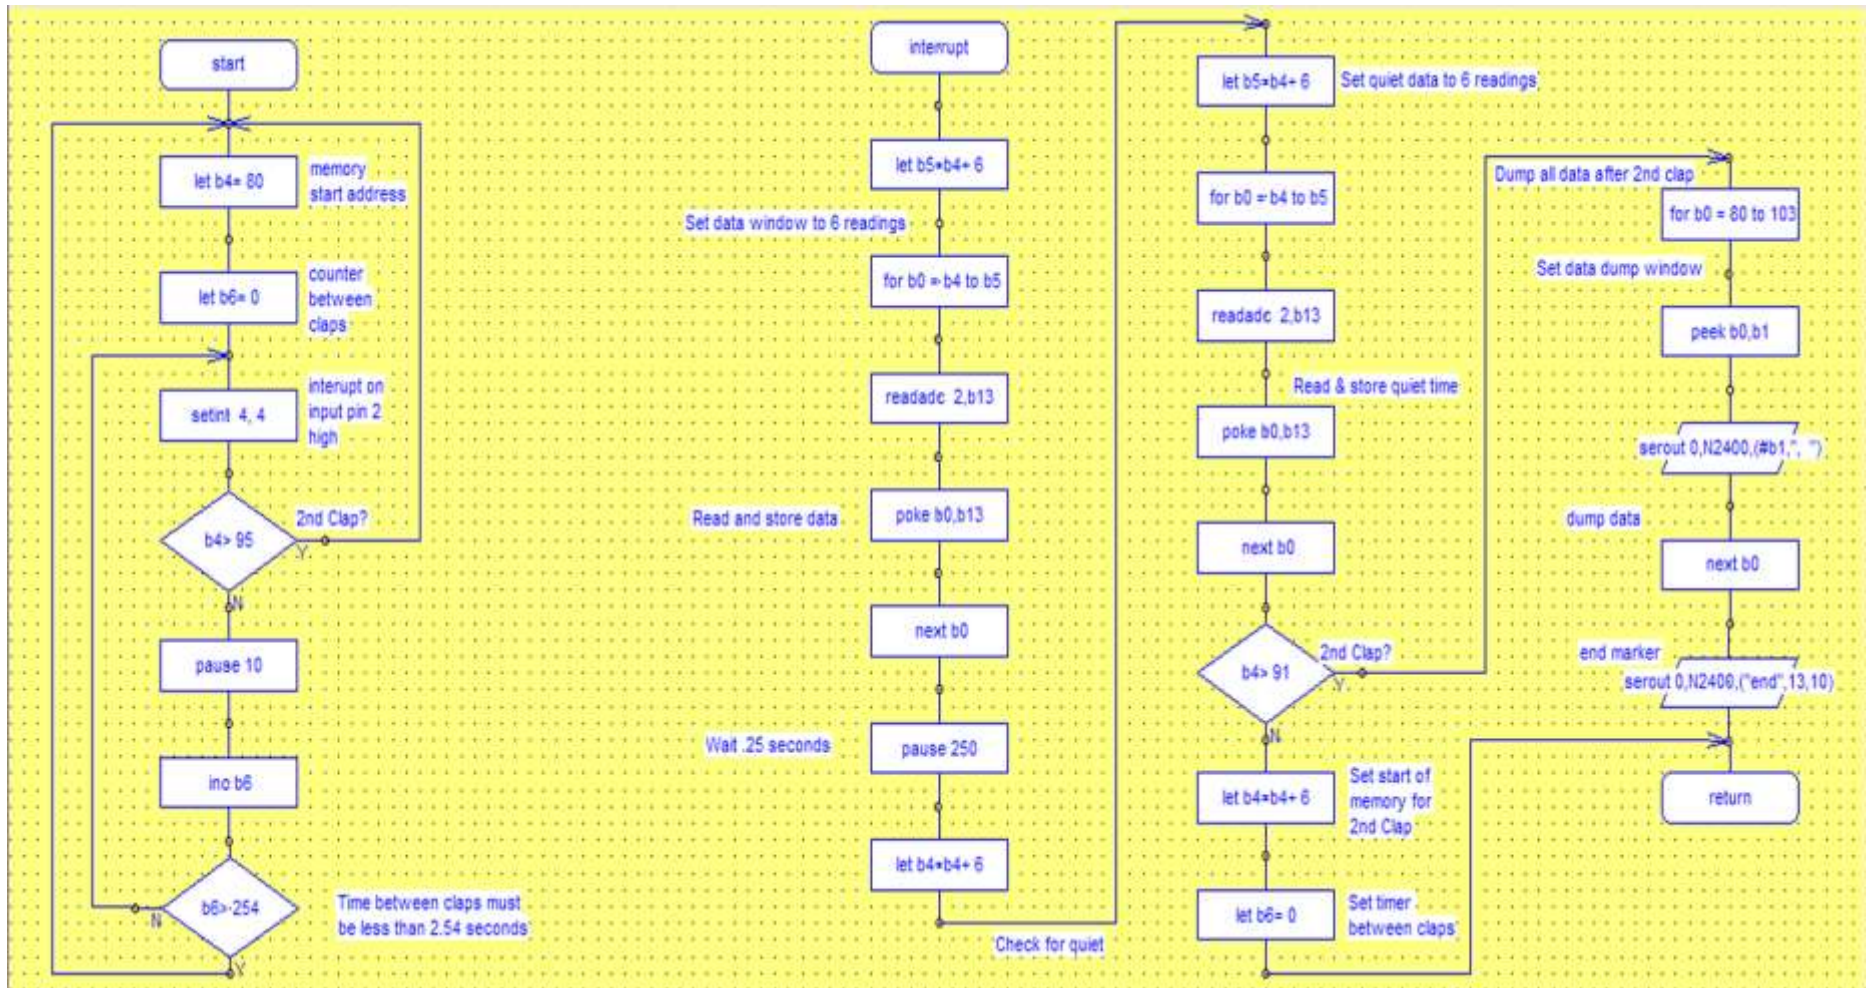 start
let b4= 80
memory
start address
let b6= 0
counter
between
claps
setint 4, 4
interupt on
input pin 2
high
b4> 95
2nd Clap?
Y
N
pause 10
inc b6
b6> 254
N
Y
Time between claps must
be less than 2.54 seconds
interrupt
let b5=b4+ 6
Set data window to 6 readings
for b0 = b4 to b5
readadc 2,b13
Read and store data
poke b0,b13
next b0
Wait .25 seconds
pause 250
let b4=b4+ 6
Check for quiet
let b5=b4+ 6
Set quiet data to 6 readings
for b0 = b4 to b5
readadc 2,b13
Read & store quiet time
poke b0,b13
next b0
b4> 91
2nd Clap?
Y
N
let b4=b4+ 6
Set start of
memory for
2nd Clap
let b6= 0
Set timer
between claps
Dump all data after 2nd clap
for b0 = 80 to 103
Set data dump window
peek b0,b1
serout 0,N2400,(#b1,", ")
dump data
next b0
end marker
serout 0,N2400,("end",13,10)
return